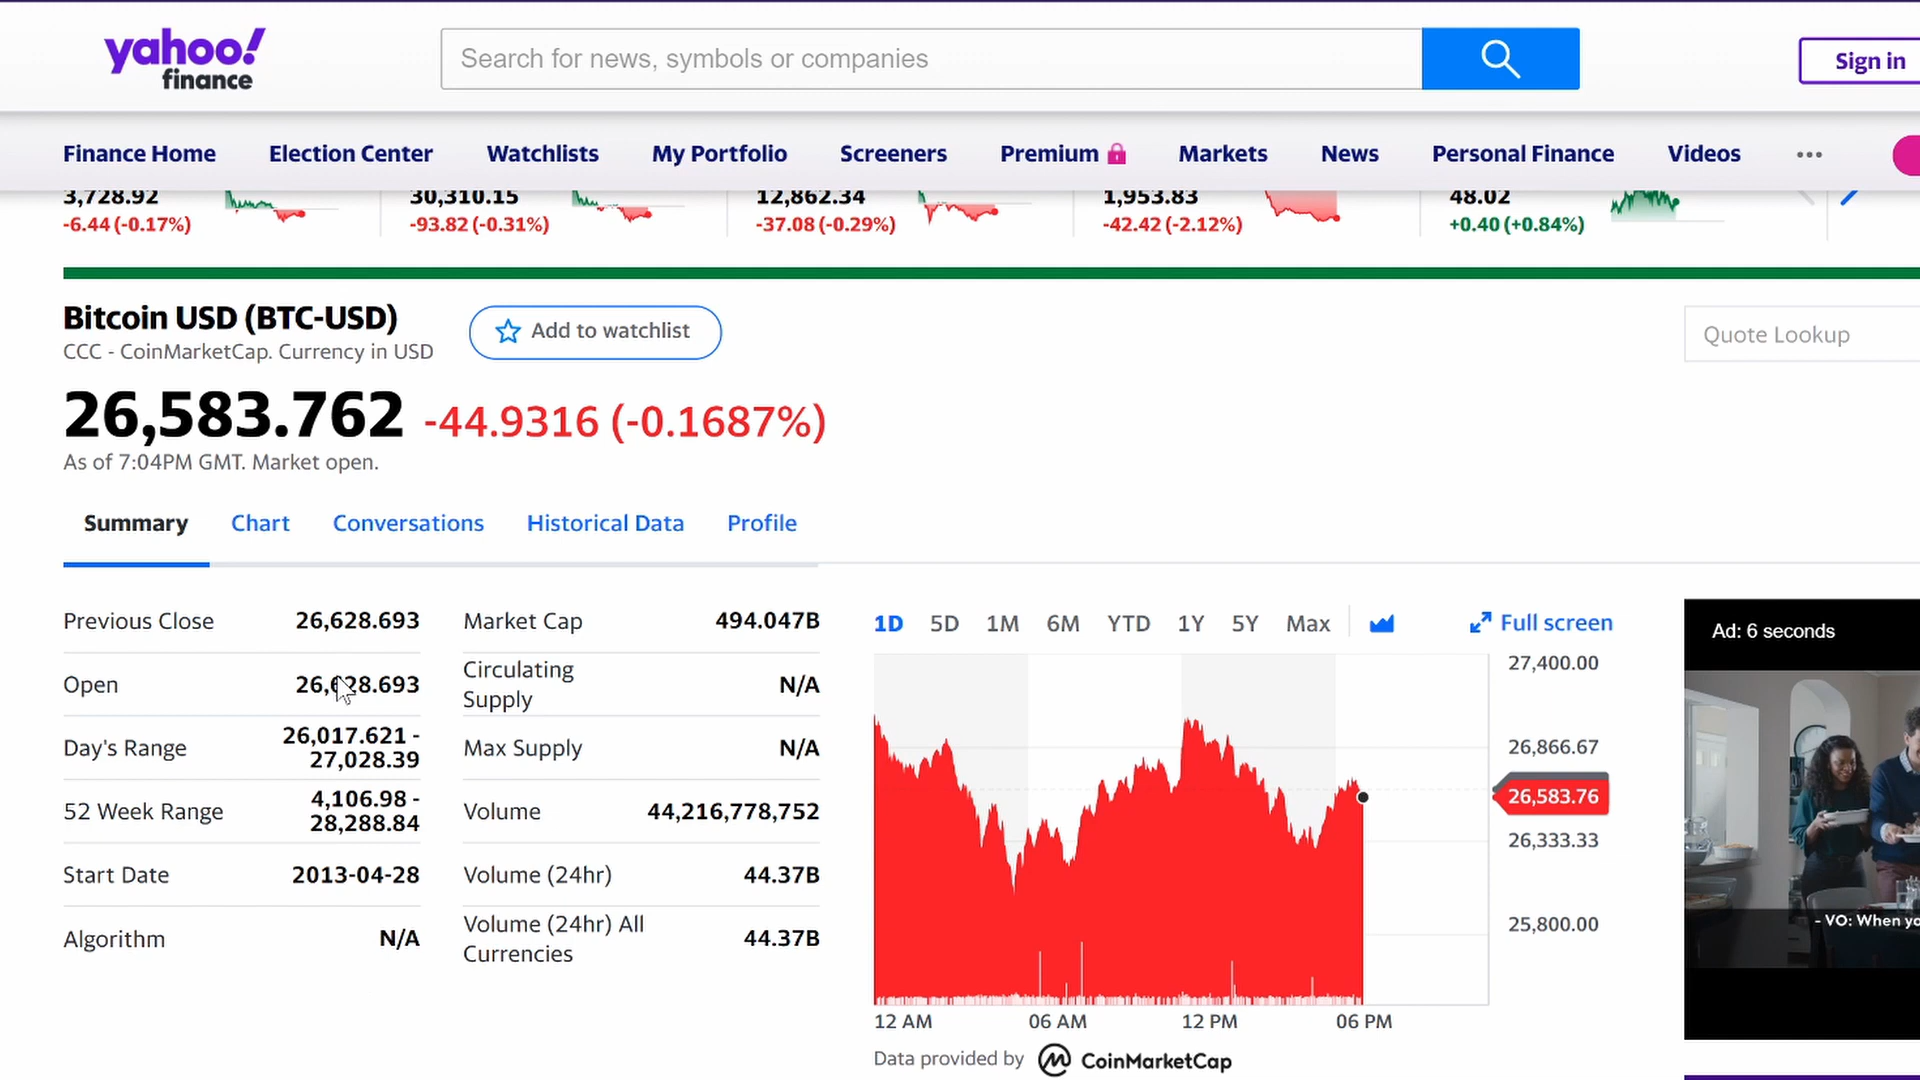 yahoo!
finance
Search for news, symbols or companies
Sign in
Finance Home Election Center Watchlists My Portfolio Screeners Premium Markets News Personal Finance Videos ...
3,728.92 30,310.15 12,862.34 1,953.83 48.02
-6.44 (-0.17%) -93.82 (-0.31%) -37.08 (-0.29%) -42.42 (-2.12%) +0.40 (+0.84%)
Bitcoin USD (BTC-USD)
CCC - CoinMarketCap. Currency in USD
Add to watchlist
Quote Lookup
26,583.762 -44.9316 (-0.1687%)
As of 7:04PM GMT. Market open.
Summary Chart Conversations Historical Data Profile
Previous Close 26,628.693
Open 26,628.693
Day's Range 26,017.621 -
27,028.39
52 Week Range 4,106.98 -
28,288.84
Start Date 2013-04-28
Algorithm N/A
Market Cap 494.047B
Circulating
Supply N/A
Max Supply N/A
Volume 44,216,778,752
Volume (24hr) 44.37B
Volume (24hr) All
Currencies 44.37B
1D 5D 1M 6M YTD 1Y 5Y Max Full screen
27,400.00
26,866.67
26,583.76
26,333.33
25,800.00
12 AM 06 AM 12 PM 06 PM
Data provided by CoinMarketCap
Ad: 6 seconds
- VO: When yo